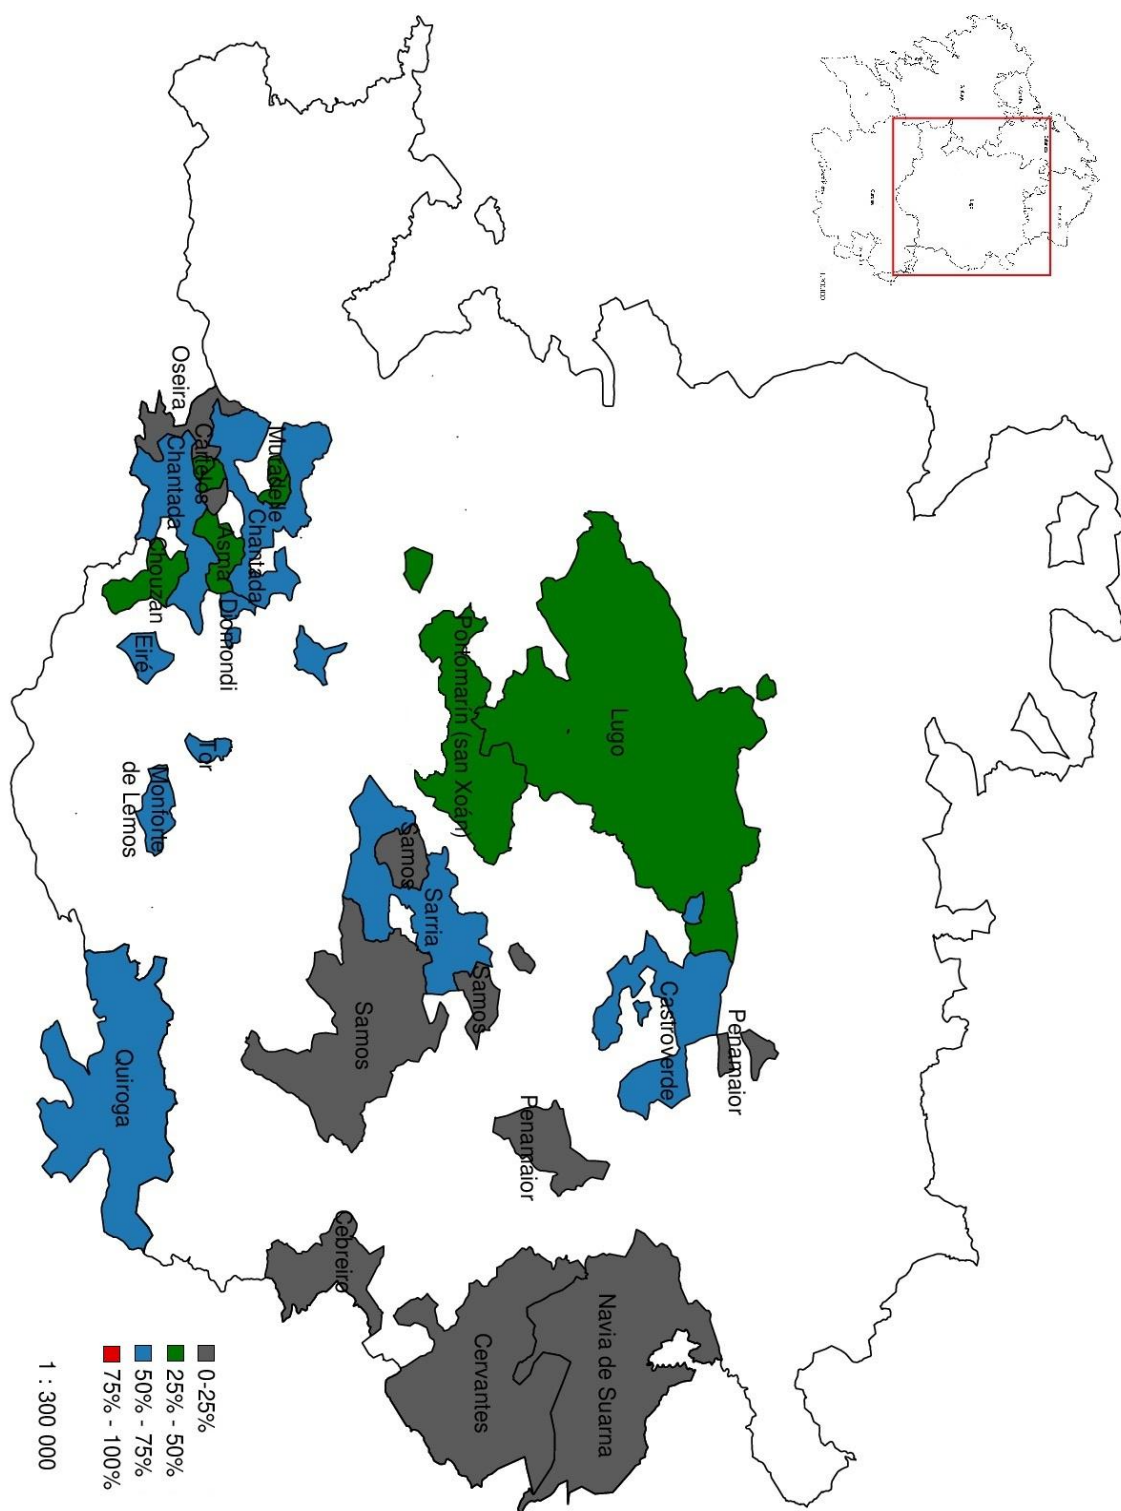 Lugo
Portomarín (san Xoán)
Muradelle
Chantada
Carfelos
Asma
Diomondi
Oseira
Chantada
Chouzán
Eiré
Tor
Monforte
de Lemos
Penamaior
Castroverde
Penamaior
Samos
Sarria
Samos
Samos
Quiroga
Navia de Suarna
Cervantes
Cebreiro
0-25%
25% - 50%
50% - 75%
75% - 100%
1 : 300 000